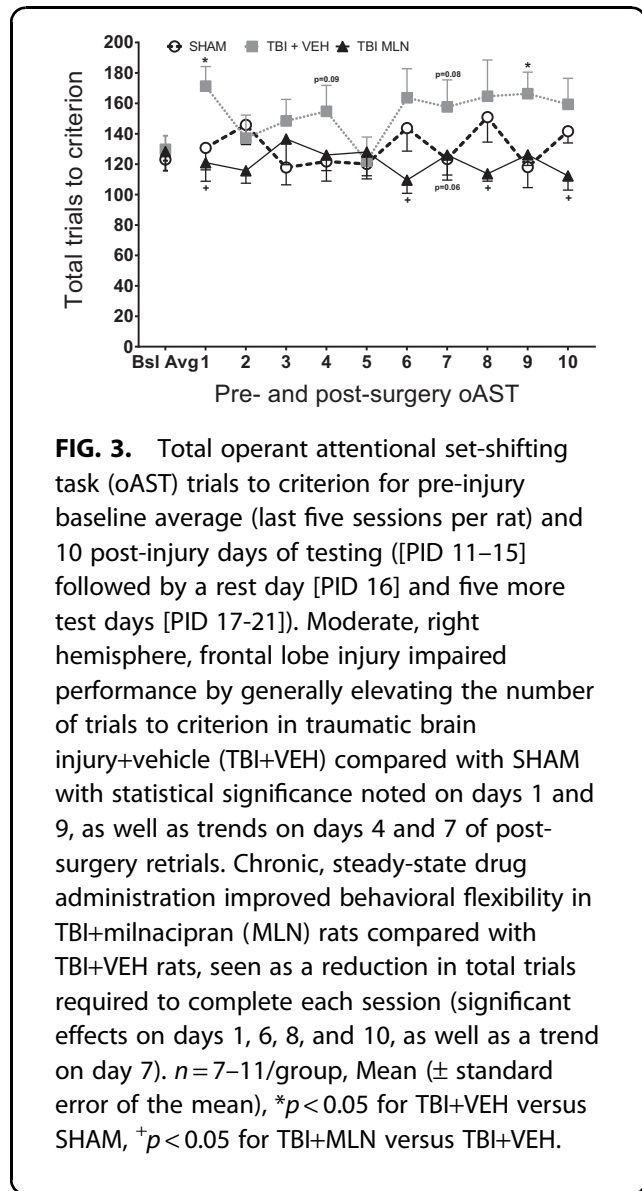 200
SHAM TBI + VEH TBI MLN
180
*
p=0.09
p=0.08
*
160
140
120
+
+
p=0.06
+
+
100
80
60
40
20
0
Total trials to criterion
Bsl Avg 1 2 3 4 5 6 7 8 9 10
Pre- and post-surgery oAST
FIG. 3. Total operant attentional set-shifting
task (oAST) trials to criterion for pre-injury
baseline average (last five sessions per rat) and
10 post-injury days of testing ([PID 11–15]
followed by a rest day [PID 16] and five more
test days [PID 17-21]). Moderate, right
hemisphere, frontal lobe injury impaired
performance by generally elevating the number
of trials to criterion in traumatic brain
injury+vehicle (TBI+VEH) compared with SHAM
with statistical significance noted on days 1 and
9, as well as trends on days 4 and 7 of post-
surgery retrials. Chronic, steady-state drug
administration improved behavioral flexibility in
TBI+milnacipran (MLN) rats compared with
TBI+VEH rats, seen as a reduction in total trials
required to complete each session (significant
effects on days 1, 6, 8, and 10, as well as a trend
on day 7). n = 7–11/group, Mean (± standard
error of the mean), *p < 0.05 for TBI+VEH versus
SHAM, +p < 0.05 for TBI+MLN versus TBI+VEH.